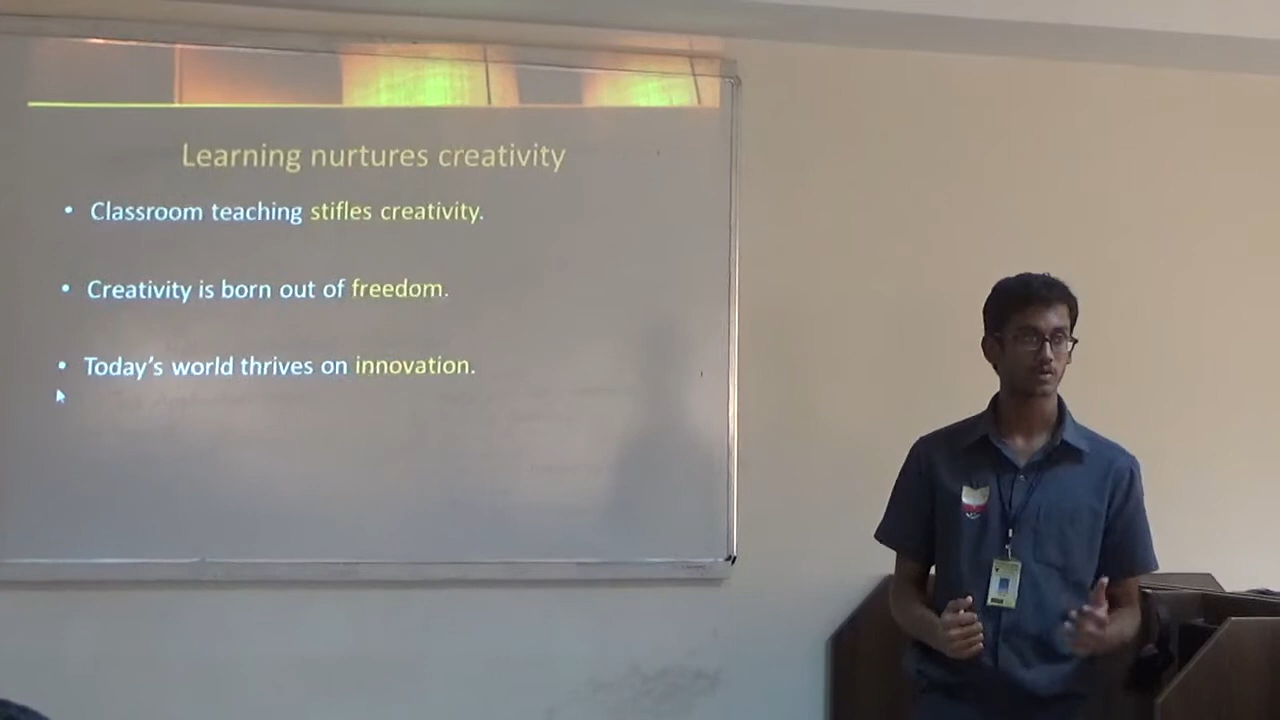 Learning nurtures creativity
• Classroom teaching stifles creativity.
• Creativity is born out of freedom.
• Today's world thrives on innovation.